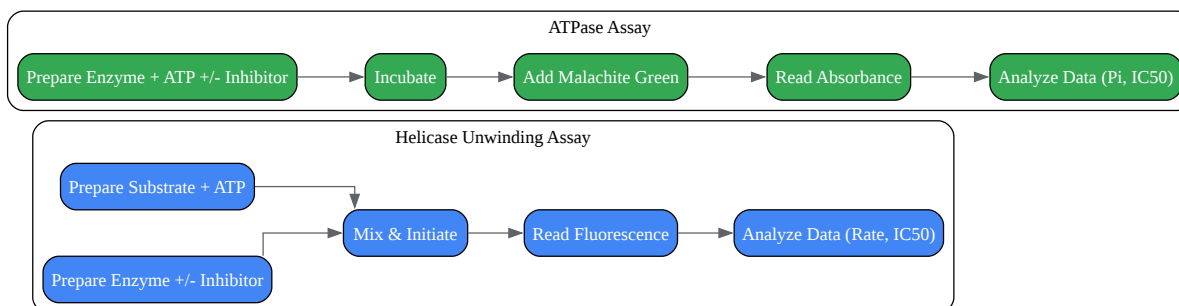 ATPase Assay
Prepare Enzyme + ATP +/- Inhibitor
Incubate
Add Malachite Green
Read Absorbance
Analyze Data (Pi, IC50)
Helicase Unwinding Assay
Prepare Substrate + ATP
Prepare Enzyme +/- Inhibitor
Mix & Initiate
Read Fluorescence
Analyze Data (Rate, IC50)